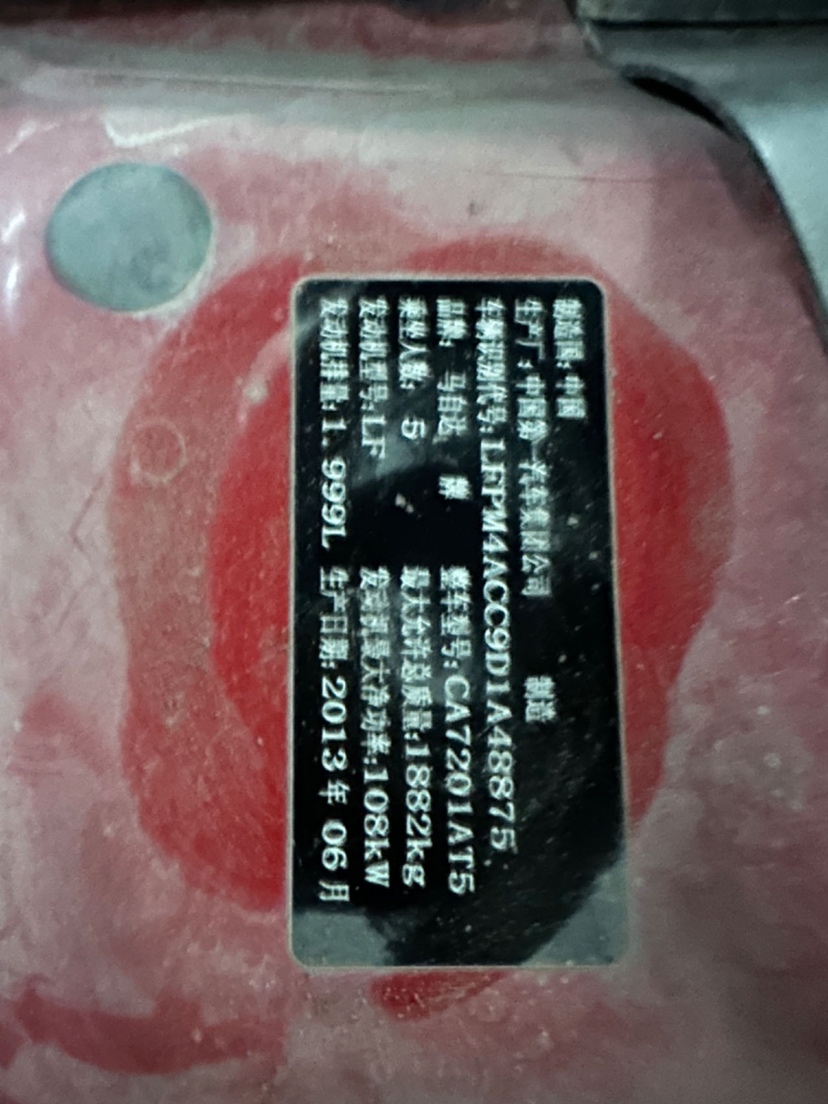 制造国:中国
生产厂:中国第一汽车集团公司 制造
车辆识别代号:LFPM4ACC9D1A48875
品牌: 马自达 牌 整车型号:CA7201AT5
乘坐人数: 5 最大允许总质量:1882kg
发动机型号:LF 发动机最大净功率:108kW
发动机排量:1.999L 生产日期:2013年 06月